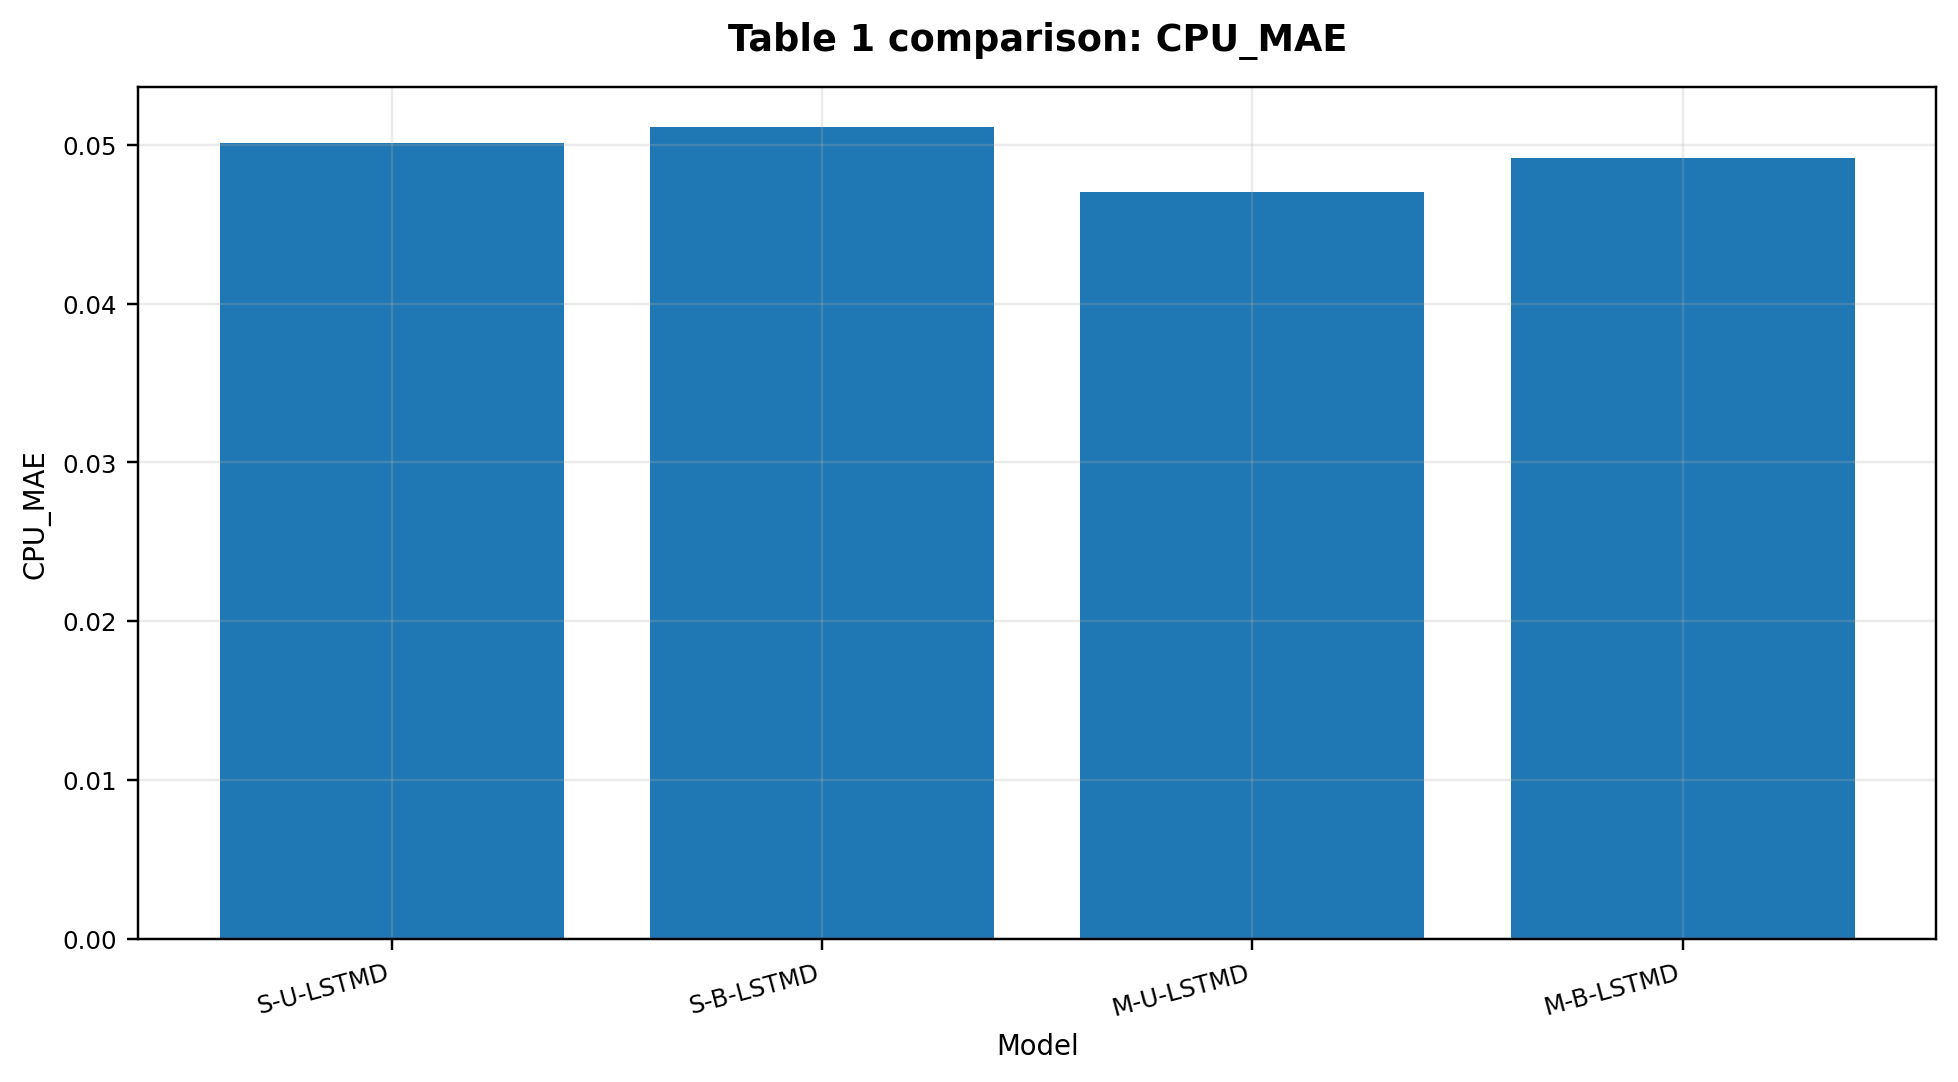 Table 1 comparison: CPU_MAE
CPU_MAE
0.05
0.04
0.03
0.02
0.01
0.00
S-U-LSTMD
S-B-LSTMD
M-U-LSTMD
M-B-LSTMD
Model